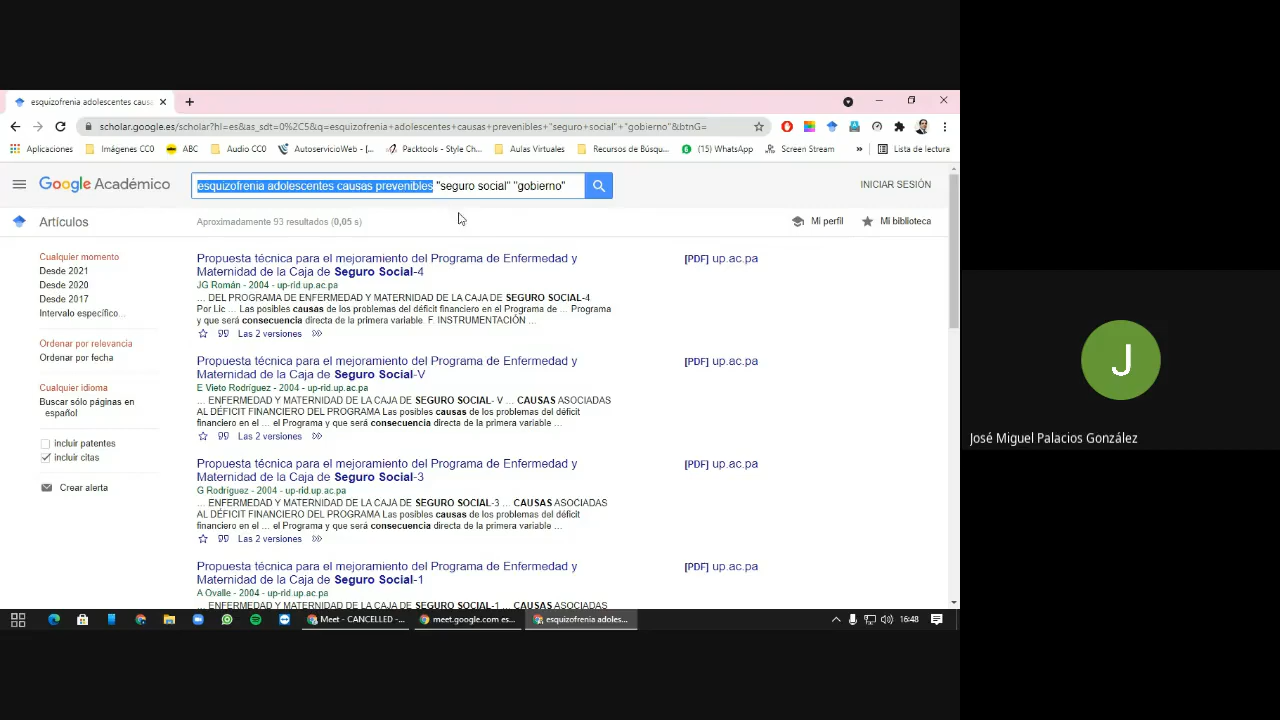 esquizofrenia adolescentes causa
scholar.google.es/scholar?hl=es&as_sdt=0%2C5&q=esquizofrenia+adolescentes+causas+prevenibles+"seguro+social"+"gobierno"&btnG=
Aplicaciones Imágenes CC0 ABC Audio CC0 AutoservicioWeb - [... Packtools - Style Ch... Aulas Virtuales Recursos de Búsqu... (15) WhatsApp Screen Stream » Lista de lectura
Google Académico
esquizofrenia adolescentes causas prevenibles "seguro social" "gobierno"
INICIAR SESIÓN
Artículos
Aproximadamente 93 resultados (0,05 s)
Mi perfil
Mi biblioteca
Cualquier momento
Desde 2021
Desde 2020
Desde 2017
Intervalo específico...
Ordenar por relevancia
Ordenar por fecha
Cualquier idioma
Buscar sólo páginas en
español
incluir patentes
incluir citas
Crear alerta
Propuesta técnica para el mejoramiento del Programa de Enfermedad y
Maternidad de la Caja de Seguro Social-4
JG Román - 2004 - up-rid.up.ac.pa
... DEL PROGRAMA DE ENFERMEDAD Y MATERNIDAD DE LA CAJA DE SEGURO SOCIAL-4
Por Lic ... Las posibles causas de los problemas del déficit financiero en el Programa de ... Programa
y que será consecuencia directa de la primera variable. F. INSTRUMENTACIÓN ...
Las 2 versiones
[PDF] up.ac.pa
Propuesta técnica para el mejoramiento del Programa de Enfermedad y
Maternidad de la Caja de Seguro Social-V
E Vieto Rodríguez - 2004 - up-rid.up.ac.pa
... ENFERMEDAD Y MATERNIDAD DE LA CAJA DE SEGURO SOCIAL- V ... CAUSAS ASOCIADAS
AL DÉFICIT FINANCIERO DEL PROGRAMA Las posibles causas de los problemas del déficit
financiero en el ... el Programa y que será consecuencia directa de la primera variable ...
Las 2 versiones
[PDF] up.ac.pa
Propuesta técnica para el mejoramiento del Programa de Enfermedad y
Maternidad de la Caja de Seguro Social-3
G Rodríguez - 2004 - up-rid.up.ac.pa
... ENFERMEDAD Y MATERNIDAD DE LA CAJA DE SEGURO SOCIAL-3 ... CAUSAS ASOCIADAS
AL DÉFICIT FINANCIERO DEL PROGRAMA Las posibles causas de los problemas del déficit
financiero en el ... el Programa y que será consecuencia directa de la primera variable ...
Las 2 versiones
[PDF] up.ac.pa
Propuesta técnica para el mejoramiento del Programa de Enfermedad y
Maternidad de la Caja de Seguro Social-1
A Ovalle - 2004 - up-rid.up.ac.pa
... ENFERMEDAD Y MATERNIDAD DE LA CAJA DE SEGURO SOCIAL-1 ... CAUSAS ASOCIADAS
[PDF] up.ac.pa
Meet - CANCELLED -...
meet.google.com es...
esquizofrenia adoles...
16:48
J
José Miguel Palacios González